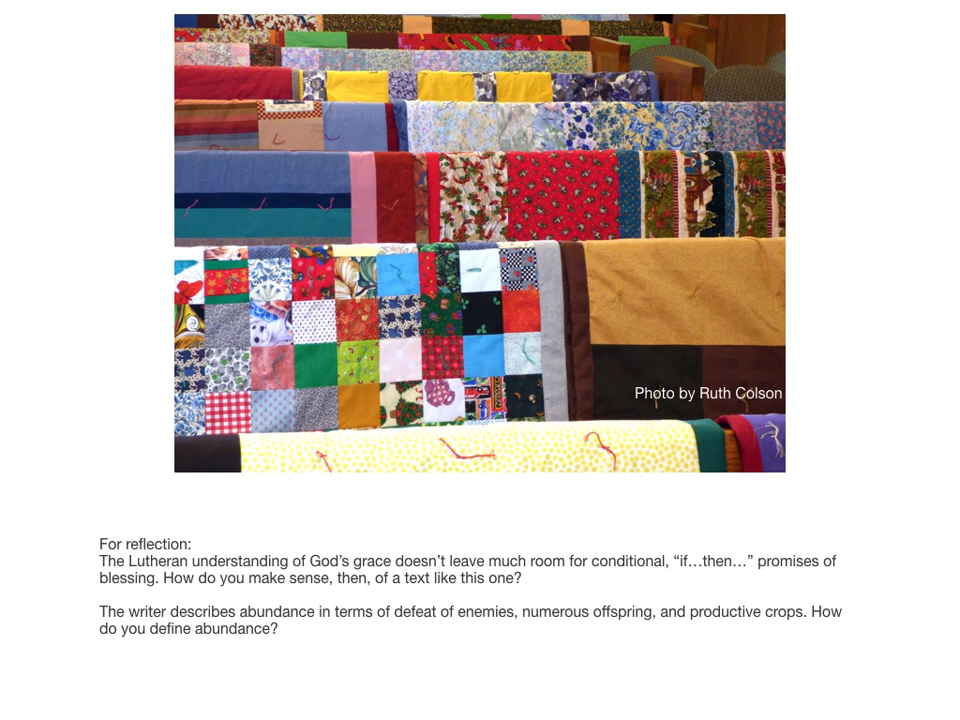 Photo by Ruth Colson
For reflection:
The Lutheran understanding of God’s grace doesn’t leave much room for conditional, “if…then…” promises of
blessing. How do you make sense, then, of a text like this one?
The writer describes abundance in terms of defeat of enemies, numerous offspring, and productive crops. How
do you define abundance?